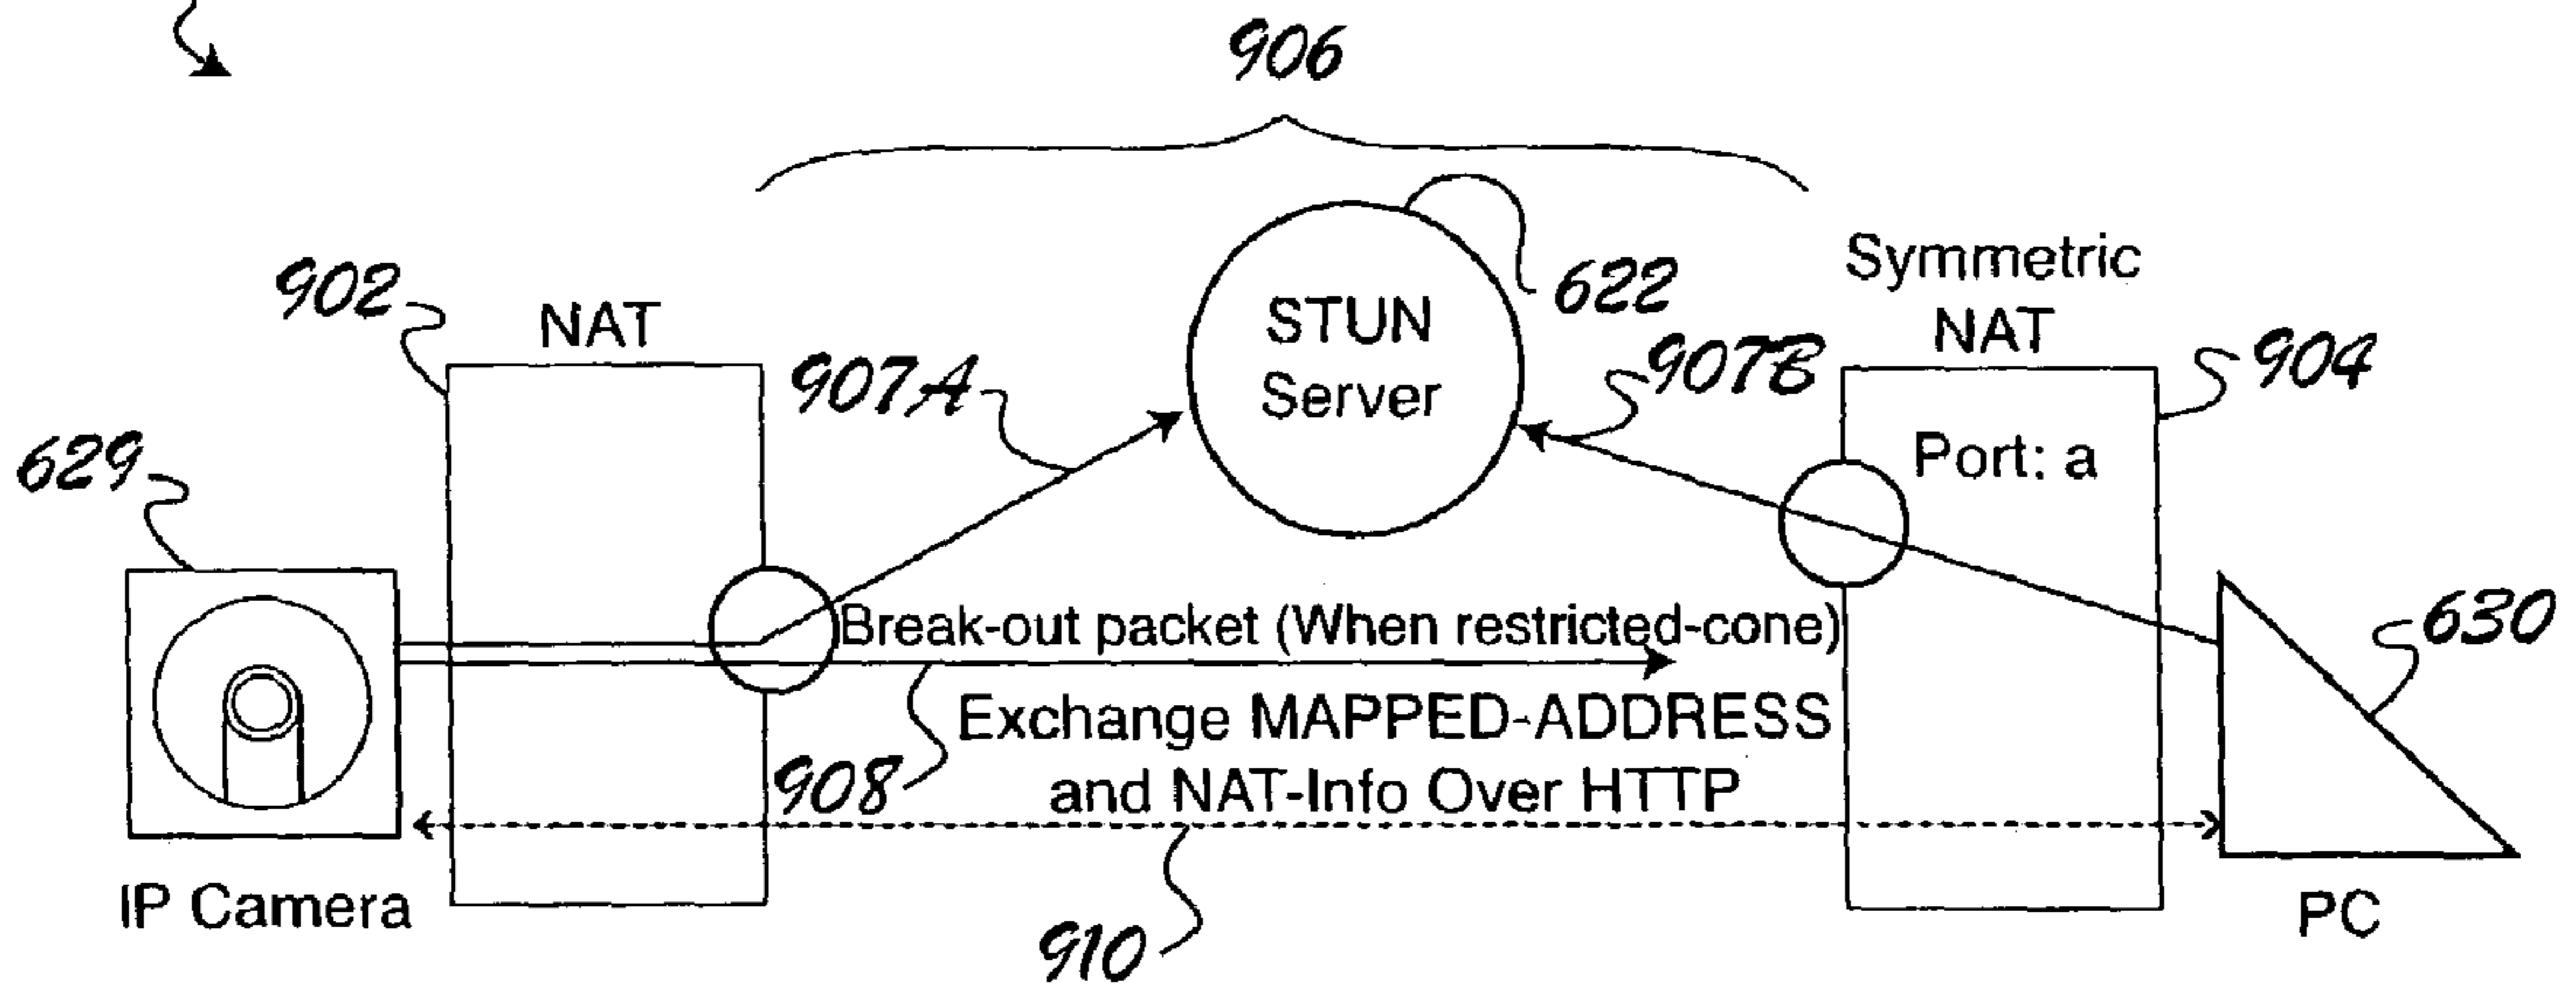 906
Symmetric
NAT
902
NAT
STUN
Server
622
907A
907B
904
Port: a
629
Break-out packet (When restricted-cone)
630
Exchange MAPPED-ADDRESS
and NAT-Info Over HTTP
908
IP Camera
910
PC